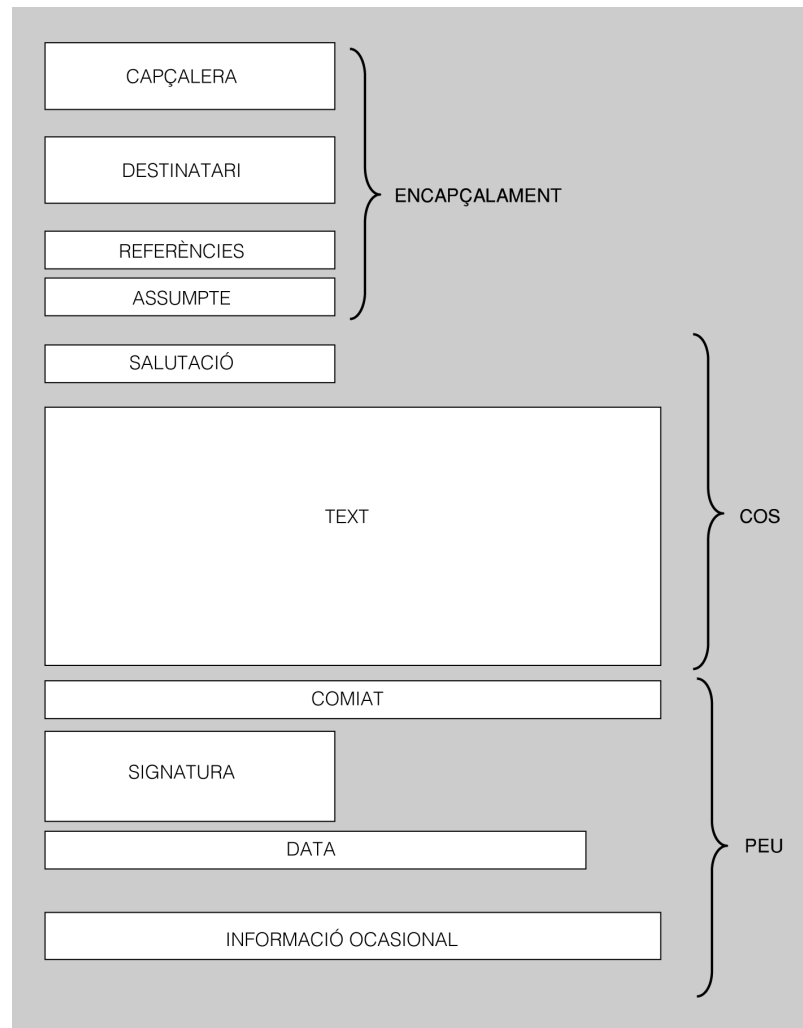 CAPÇALERA
DESTINATARI
ENCAPÇALAMENT
REFERÈNCIES
ASSUMPTE
SALUTACIÓ
TEXT
COS
COMIAT
SIGNATURA
DATA
PEU
INFORMACIÓ OCASIONAL